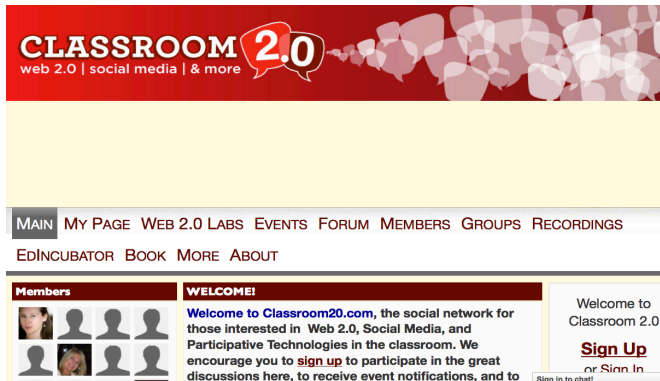 CLASSROOM 2.0
web 2.0 | social media | & more
MAIN MY PAGE WEB 2.0 LABS EVENTS FORUM MEMBERS GROUPS RECORDINGS
EDINCUBATOR BOOK MORE ABOUT
Members
WELCOME!
Welcome to Classroom20.com, the social network for
those interested in Web 2.0, Social Media, and
Participative Technologies in the classroom. We
encourage you to sign up to participate in the great
discussions here, to receive event notifications, and to
Welcome to
Classroom 2.0
Sign Up
or Sign In
Sign in to chat!